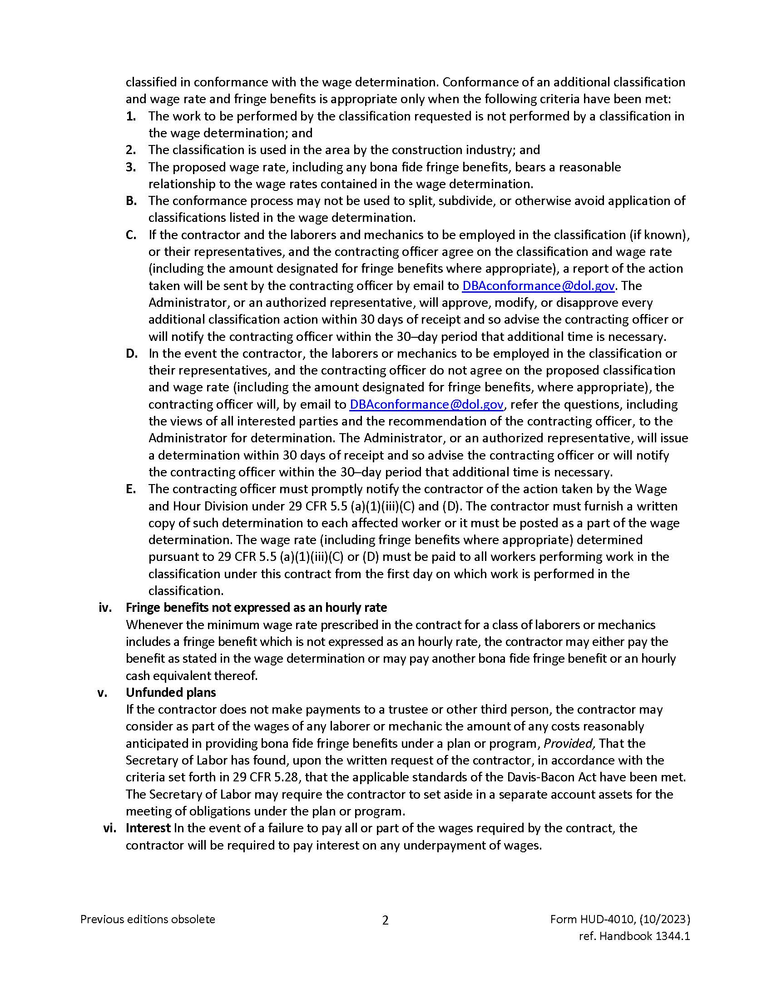 classified in conformance with the wage determination. Conformance of an additional classification
and wage rate and fringe benefits is appropriate only when the following criteria have been met:
1. The work to be performed by the classification requested is not performed by a classification in
the wage determination; and
2. The classification is used in the area by the construction industry; and
3. The proposed wage rate, including any bona fide fringe benefits, bears a reasonable
relationship to the wage rates contained in the wage determination.
B. The conformance process may not be used to split, subdivide, or otherwise avoid application of
classifications listed in the wage determination.
C. If the contractor and the laborers and mechanics to be employed in the classification (if known),
or their representatives, and the contracting officer agree on the classification and wage rate
(including the amount designated for fringe benefits where appropriate), a report of the action
taken will be sent by the contracting officer by email to DBAconformance@dol.gov. The
Administrator, or an authorized representative, will approve, modify, or disapprove every
additional classification action within 30 days of receipt and so advise the contracting officer or
will notify the contracting officer within the 30–day period that additional time is necessary.
D. In the event the contractor, the laborers or mechanics to be employed in the classification or
their representatives, and the contracting officer do not agree on the proposed classification
and wage rate (including the amount designated for fringe benefits, where appropriate), the
contracting officer will, by email to DBAconformance@dol.gov, refer the questions, including
the views of all interested parties and the recommendation of the contracting officer, to the
Administrator for determination. The Administrator, or an authorized representative, will issue
a determination within 30 days of receipt and so advise the contracting officer or will notify
the contracting officer within the 30–day period that additional time is necessary.
E. The contracting officer must promptly notify the contractor of the action taken by the Wage
and Hour Division under 29 CFR 5.5 (a)(1)(iii)(C) and (D). The contractor must furnish a written
copy of such determination to each affected worker or it must be posted as a part of the wage
determination. The wage rate (including fringe benefits where appropriate) determined
pursuant to 29 CFR 5.5 (a)(1)(iii)(C) or (D) must be paid to all workers performing work in the
classification under this contract from the first day on which work is performed in the
classification.
iv. Fringe benefits not expressed as an hourly rate
Whenever the minimum wage rate prescribed in the contract for a class of laborers or mechanics
includes a fringe benefit which is not expressed as an hourly rate, the contractor may either pay the
benefit as stated in the wage determination or may pay another bona fide fringe benefit or an hourly
cash equivalent thereof.
v. Unfunded plans
If the contractor does not make payments to a trustee or other third person, the contractor may
consider as part of the wages of any laborer or mechanic the amount of any costs reasonably
anticipated in providing bona fide fringe benefits under a plan or program, Provided, That the
Secretary of Labor has found, upon the written request of the contractor, in accordance with the
criteria set forth in 29 CFR 5.28, that the applicable standards of the Davis-Bacon Act have been met.
The Secretary of Labor may require the contractor to set aside in a separate account assets for the
meeting of obligations under the plan or program.
vi. Interest In the event of a failure to pay all or part of the wages required by the contract, the
contractor will be required to pay interest on any underpayment of wages.
Previous editions obsolete 2 Form HUD-4010, (10/2023)
ref. Handbook 1344.1